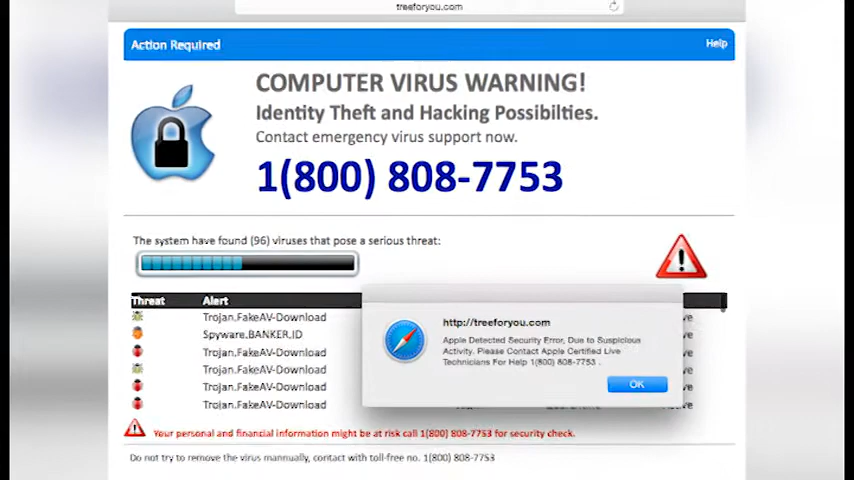 treeforyou.com
Action Required
Help
COMPUTER VIRUS WARNING!
Identity Theft and Hacking Possibilties.
Contact emergency virus support now.
1(800) 808-7753
The system have found (96) viruses that pose a serious threat:
Threat Alert
Trojan.FakeAV-Download
Spyware.BANKER.ID
Trojan.FakeAV-Download
Trojan.FakeAV-Download
Trojan.FakeAV-Download
Trojan.FakeAV-Download
http://treeforyou.com
Apple Detected Security Error, Due to Suspicious
Activity. Please Contact Apple Certified Live
Technicians For Help 1(800) 808-7753 .
OK
Your personal and financial information might be at risk call 1(800) 808-7753 for security check.
Do not try to remove the virus mannually, contact with toll-free no. 1(800) 808-7753